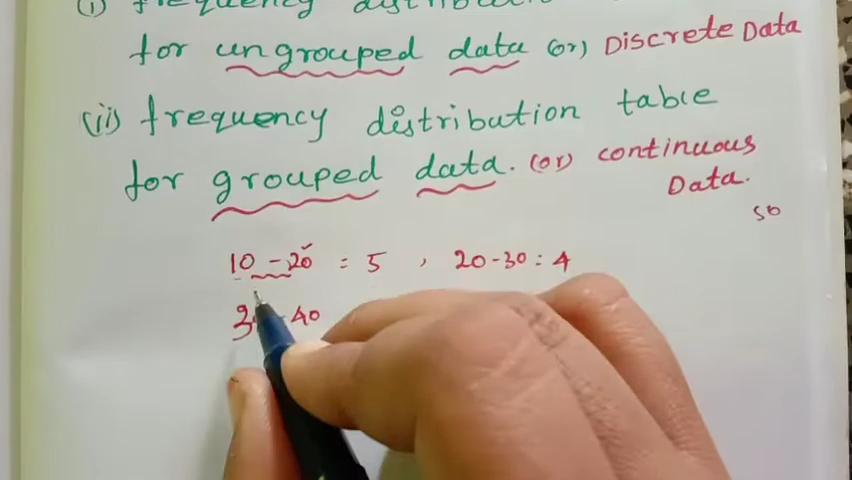 (i) frequency
for ungrouped data (or) Discrete Data
(ii) frequency distribution table
for grouped data. (or) continuous
Data.
50
10-20 = 5 , 20-30 : 4
40